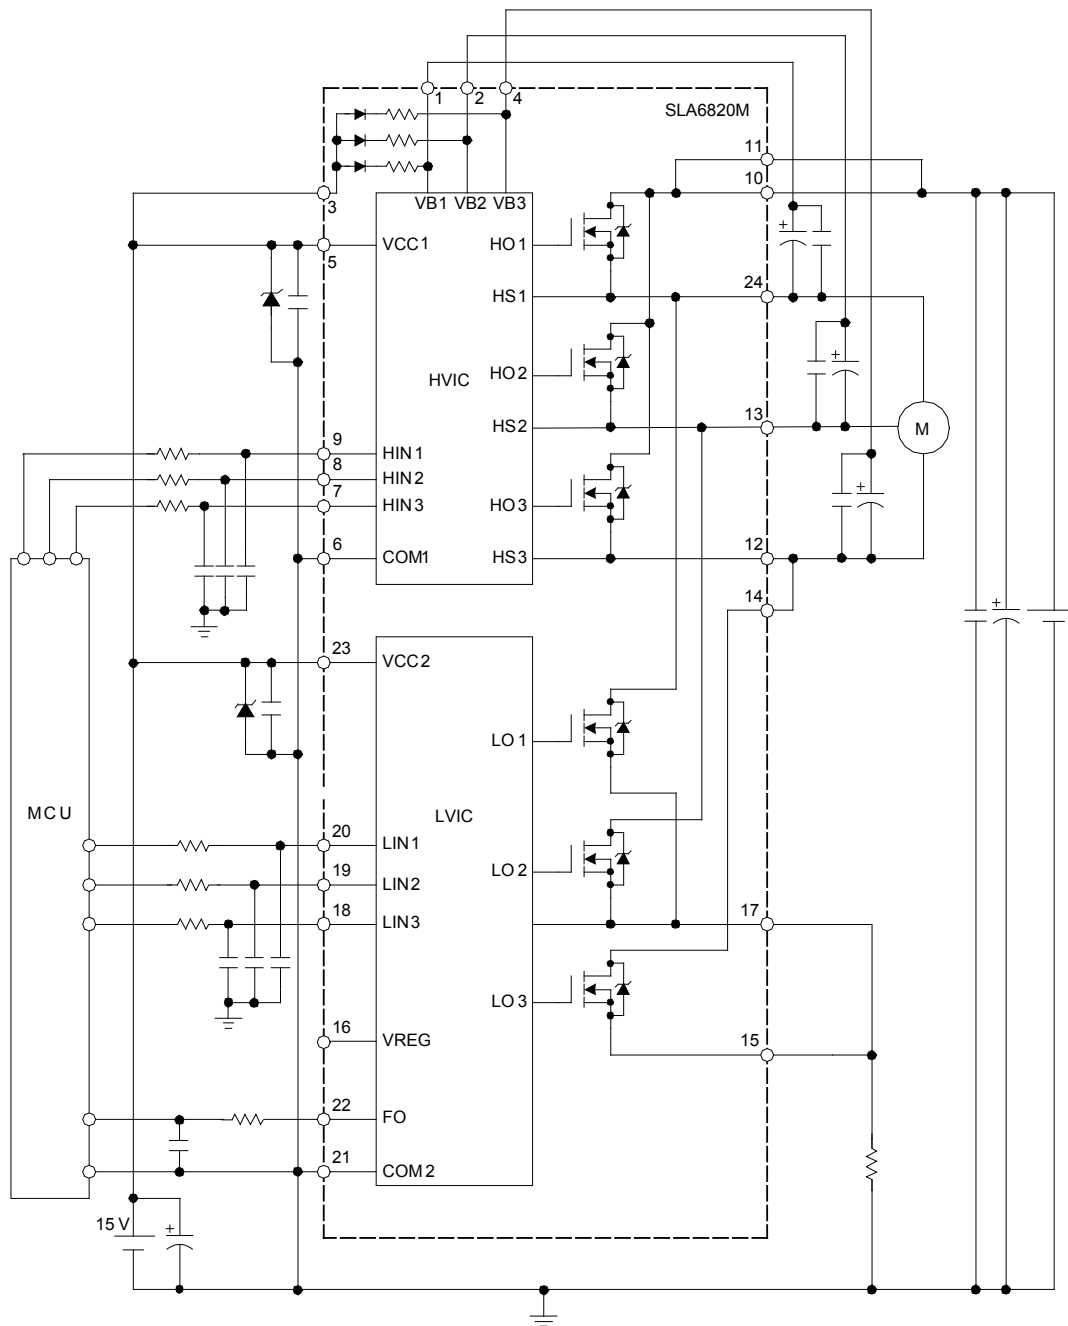 1 2 4
SLA6820M
11
10
3
VB1 VB2 VB3
VCC1
5
HO1
HS1
24
HO2
HVIC
HS2
13
M
9
HIN1
8
HIN2
7
HIN3
HO3
6
COM1
HS3
12
14
23
VCC2
LO1
MCU
LVIC
20
LIN1
19
LIN2
LO2
18
LIN3
17
LO3
16
VREG
15
22
FO
21
COM2
15 V
+
+
+
+
+